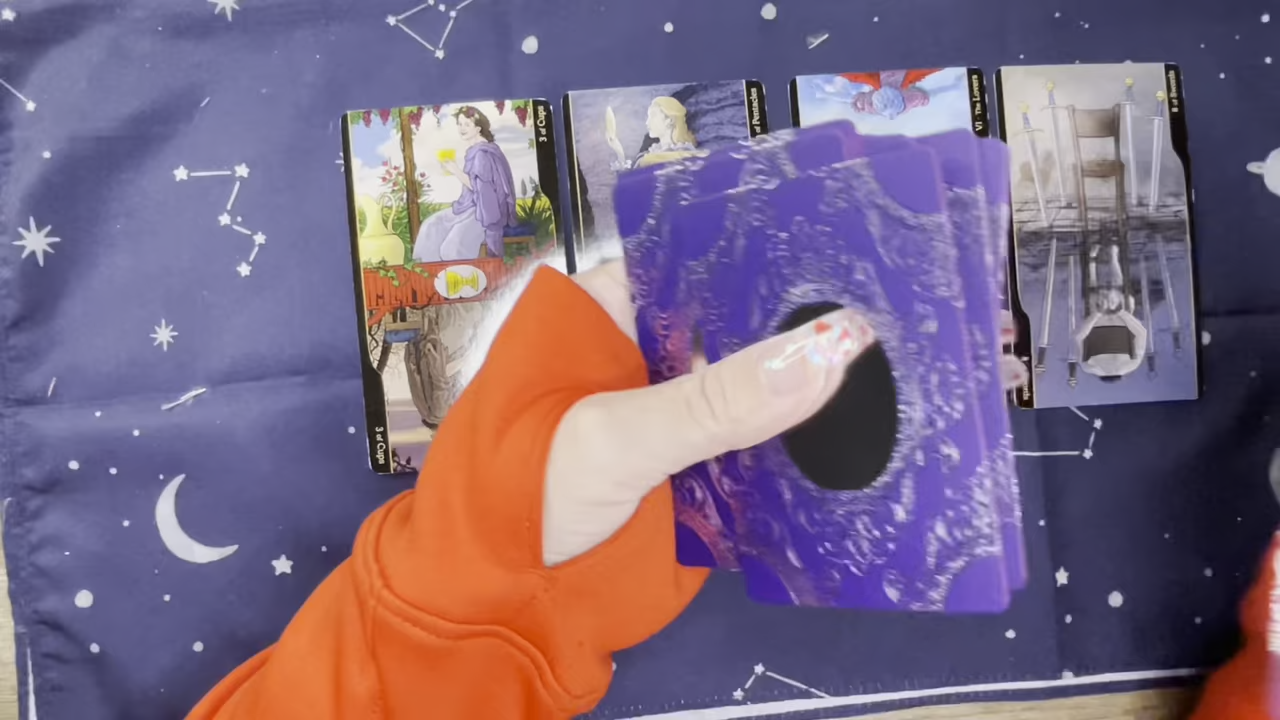 3 of Cups
of Pentacles
VI The Lovers
8 of Swords
3 of Cups